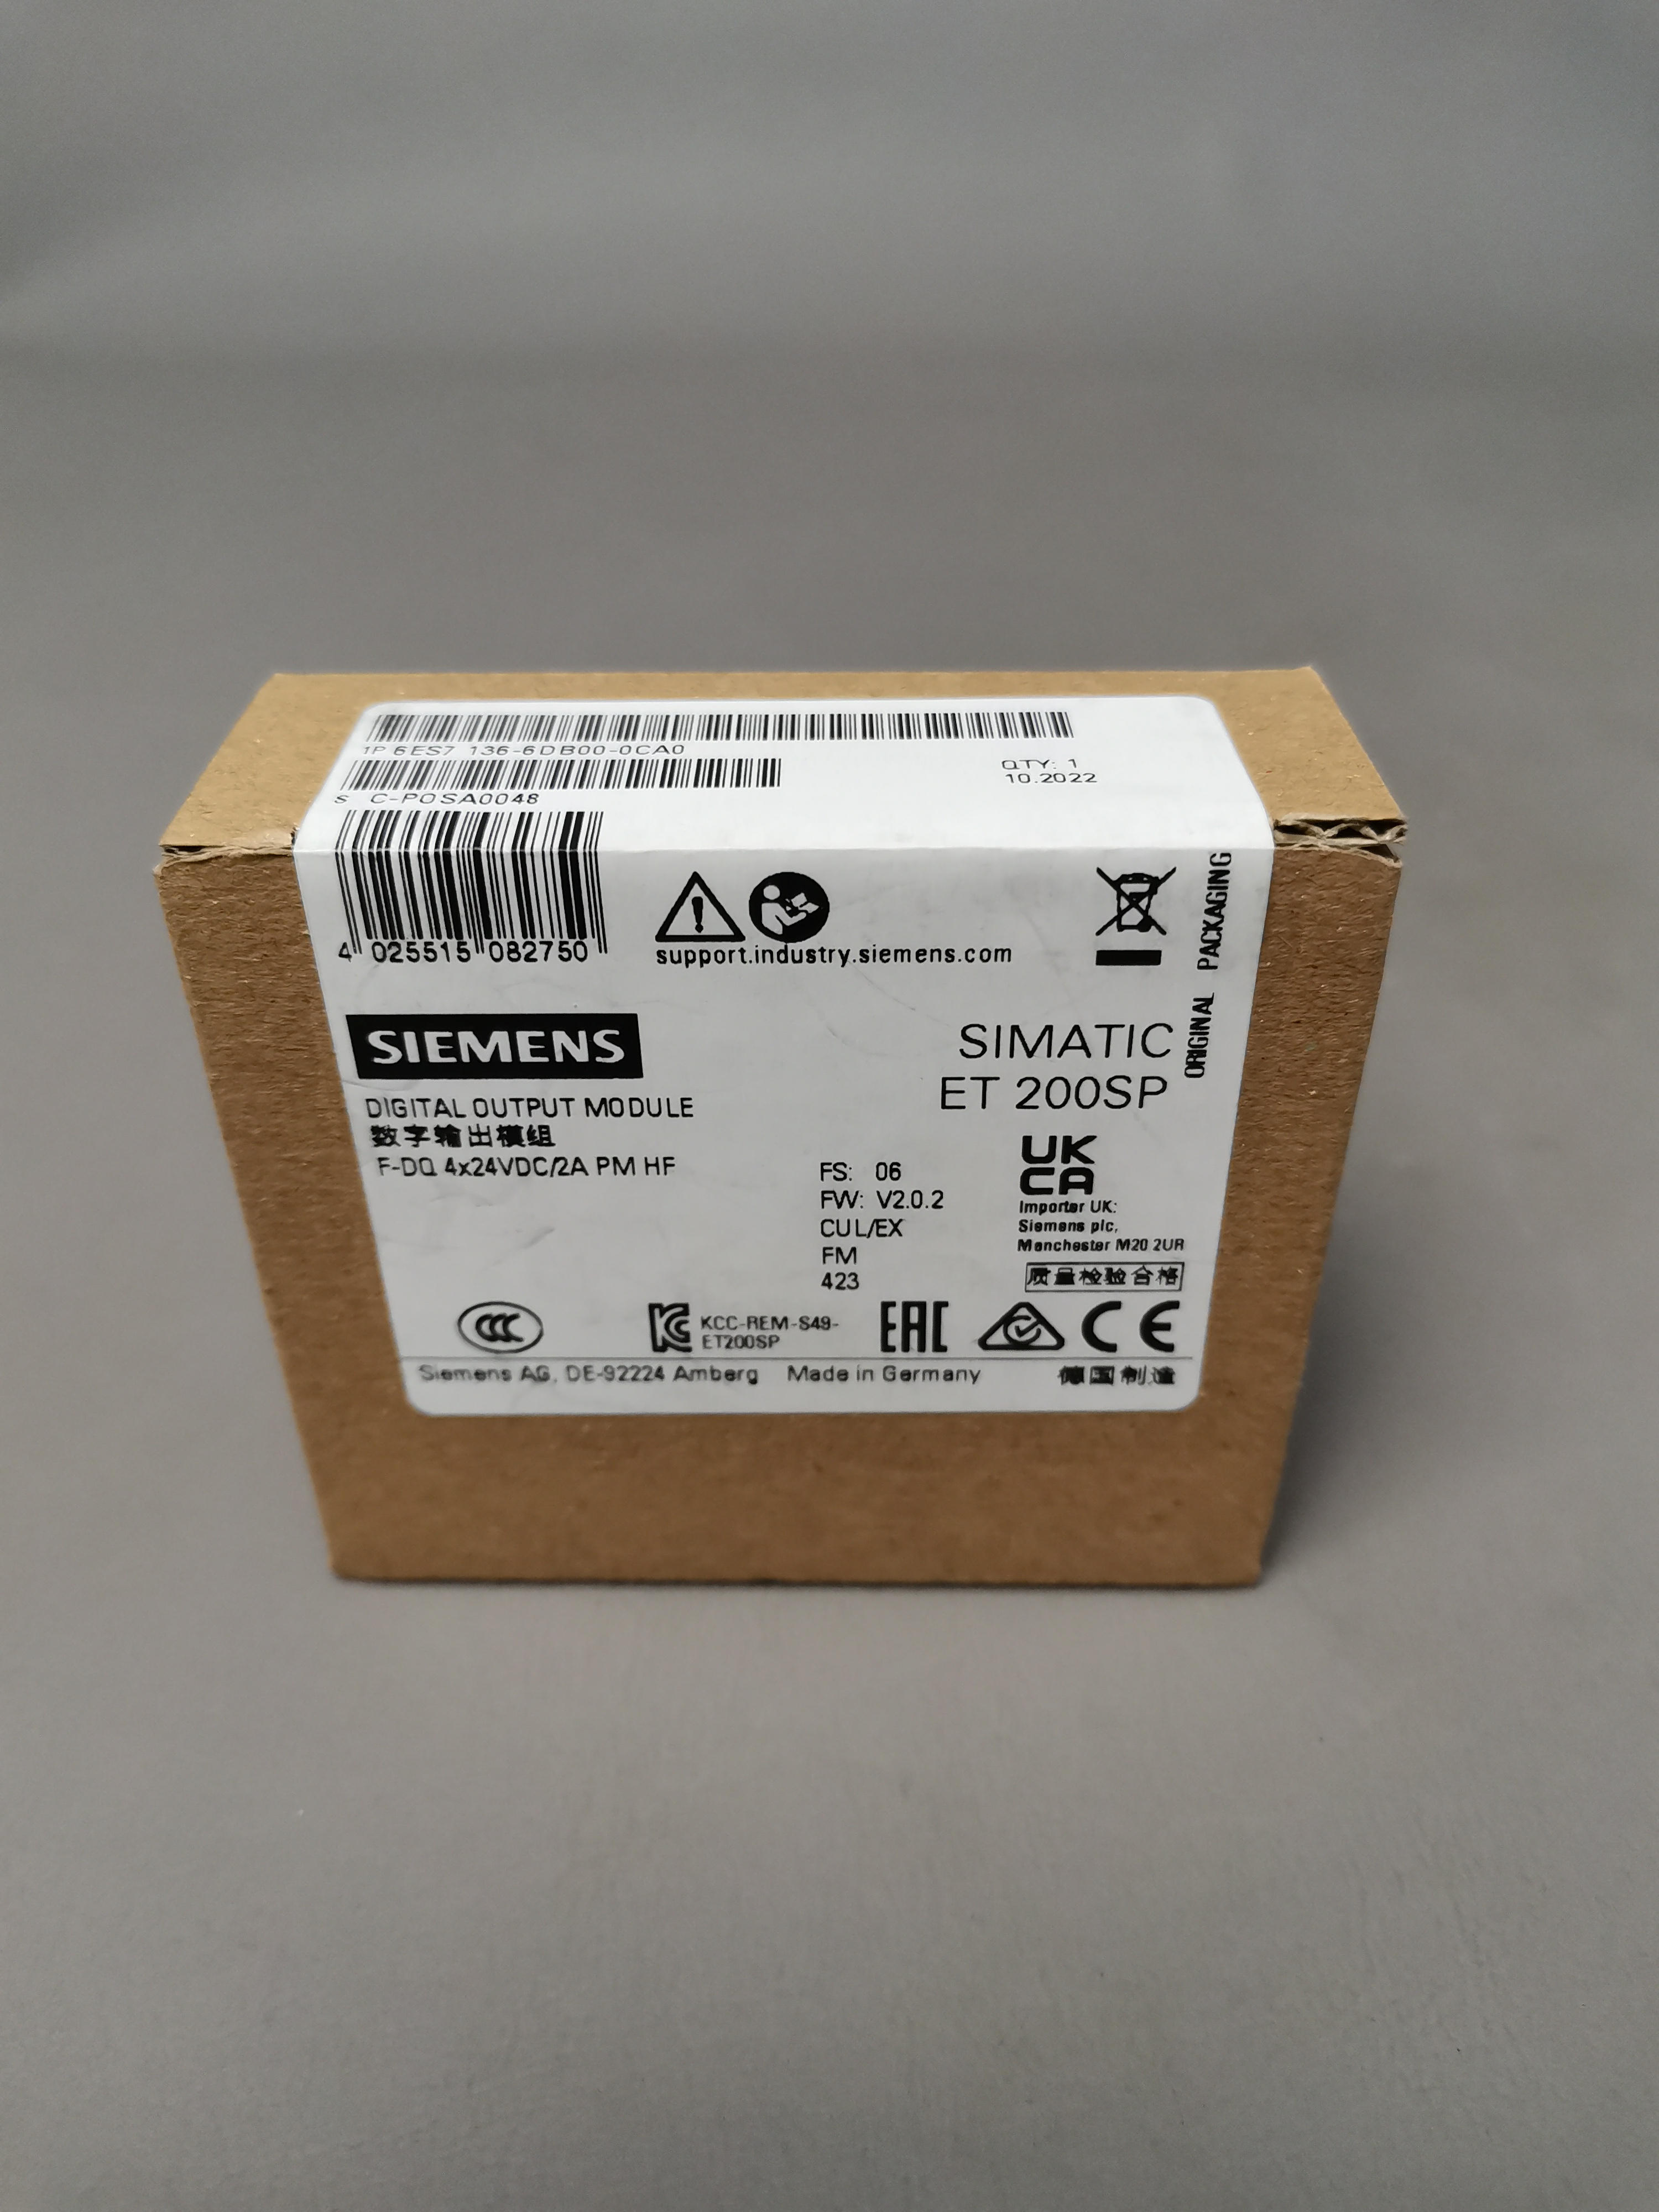 1P 6ES7 136-6DB00-0CA0
QTY: 1
10.2022
S C-P0SA0048
4 025515 082750
support.industry.siemens.com
ORIGINAL PACKAGING
SIEMENS
SIMATIC
ET 200SP
DIGITAL OUTPUT MODULE
数字输出模组
F-DQ 4x24VDC/2A PM HF
FS: 06
FW: V2.0.2
CUL/EX
FM
423
UK
CA
Importer UK:
Siemens plc,
Manchester M20 2UR
质量检验合格
CCC
KCC-REM-S49-
ET200SP
EAC
CE
Siemens AG, DE-92224 Amberg Made in Germany 德国制造